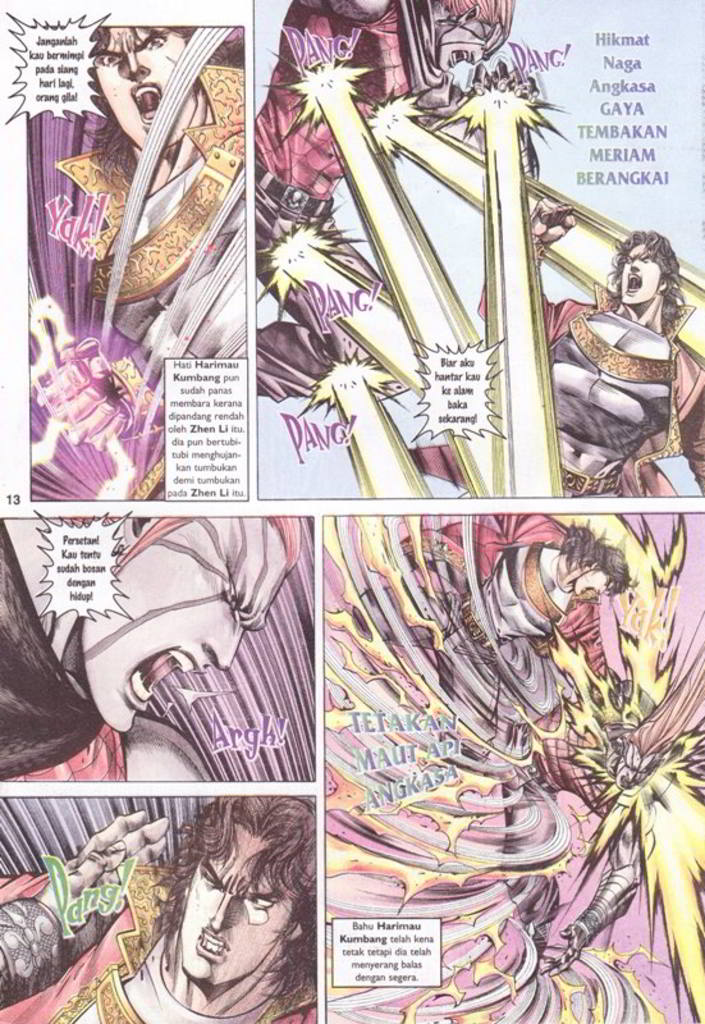 Janganlah
kau bermimpi
pada siang
hari lagi,
orang gila!
Yak!
Hati Harimau
Kumbang pun
sudah panas
membara kerana
dipandang rendah
oleh Zhen Li itu.
dia pun bertubi-
tubi menghujan-
kan tumbukan
demi tumbukan
pada Zhen Li itu.
PANG!
PANG!
Hikmat
Naga
Angkasa
GAYA
TEMBAKAN
MERIAM
BERANGKAI
PANG!
Biar aku
hantar kau
ke alam
baka
sekarang!
PANG!
13
Persetan!
Kau tentu
sudah bosan
dengan
hidup!
Argh!
Yak!
TETAKAN
MAUT API
ANGKASA
Pang!
Bahu Harimau
Kumbang telah kena
tetak tetapi dia telah
menyerang balas
dengan segera.